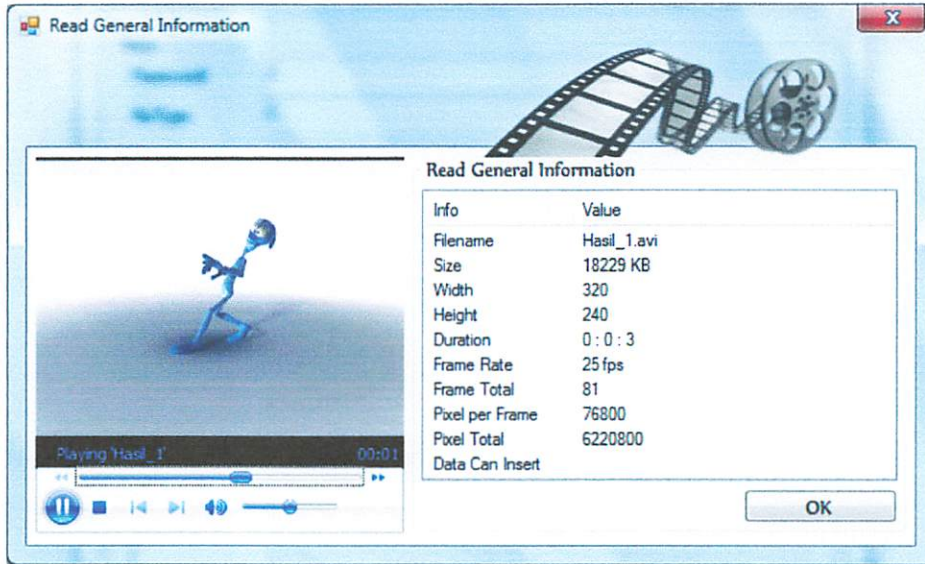 Read General Information
Read General Information
Info Value
Filename Hasil_1.avi
Size 18229 KB
Width 320
Height 240
Duration 0 : 0 : 3
Frame Rate 25 fps
Frame Total 81
Pixel per Frame 76800
Pixel Total 6220800
Data Can Insert
Playing 'Hasil_1' 00:01
OK